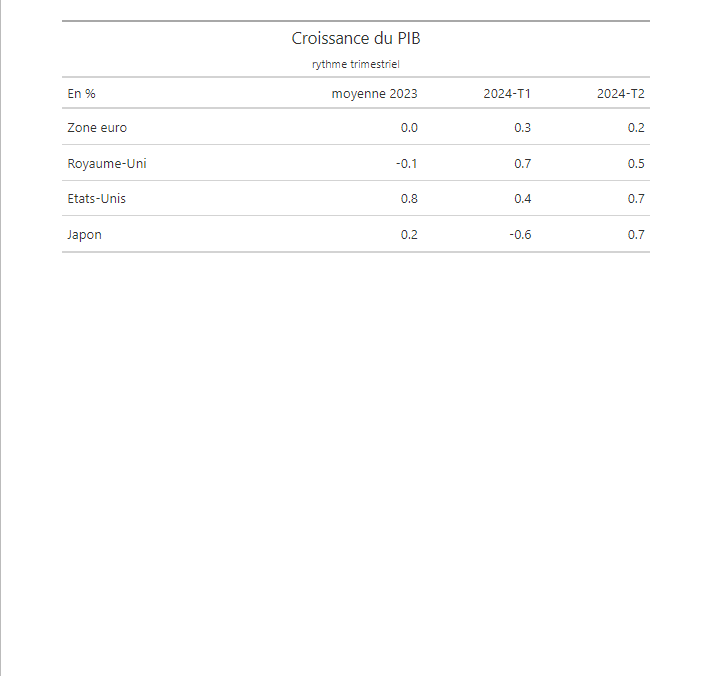 Croissance du PIB
rythme trimestriel
En % moyenne 2023 2024-T1 2024-T2
Zone euro 0.0 0.3 0.2
Royaume-Uni -0.1 0.7 0.5
Etats-Unis 0.8 0.4 0.7
Japon 0.2 -0.6 0.7